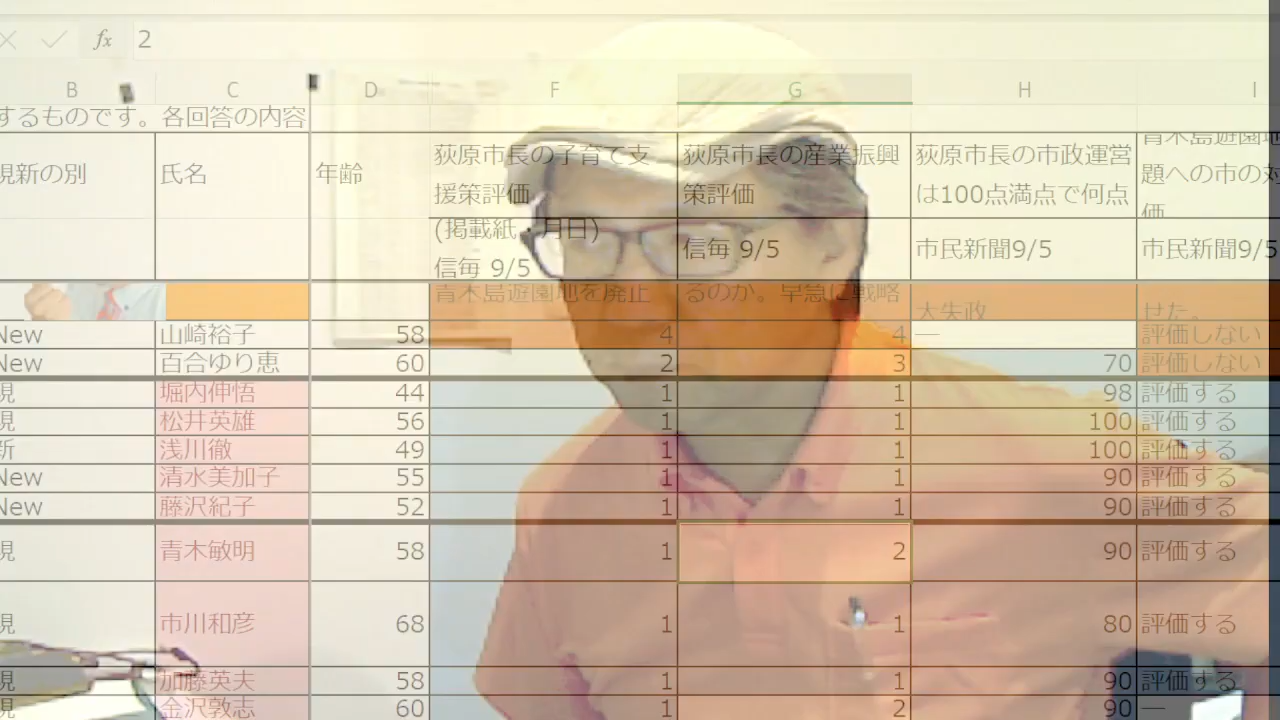 fx 2
B C D F G H I
するものです。各回答の内容
現新の別 氏名 年齢 荻原市長の子育て支 荻原市長の産業振興 荻原市長の市政運営 青木島遊園地
援策評価 策評価 は100点満点で何点 題への市の対
価
(掲載紙・月日) 信毎 9/5 市民新聞9/5 市民新聞9/5
信毎 9/5
青木島遊園地を廃止 るのか。早急に戦略 大失政 せた。
New 山崎裕子 58 4 4 — 評価しない
New 百合ゆり恵 60 2 3 70 評価しない
現 堀内伸悟 44 1 1 98 評価する
現 松井英雄 56 1 1 100 評価する
新 浅川徹 49 1 1 100 評価する
New 清水美加子 55 1 1 90 評価する
New 藤沢紀子 52 1 1 90 評価する
現 青木敏明 58 1 2 90 評価する
現 市川和彦 68 1 1 80 評価する
現 加藤英夫 58 1 1 90 評価する
現 金沢敦志 60 1 2 90 —